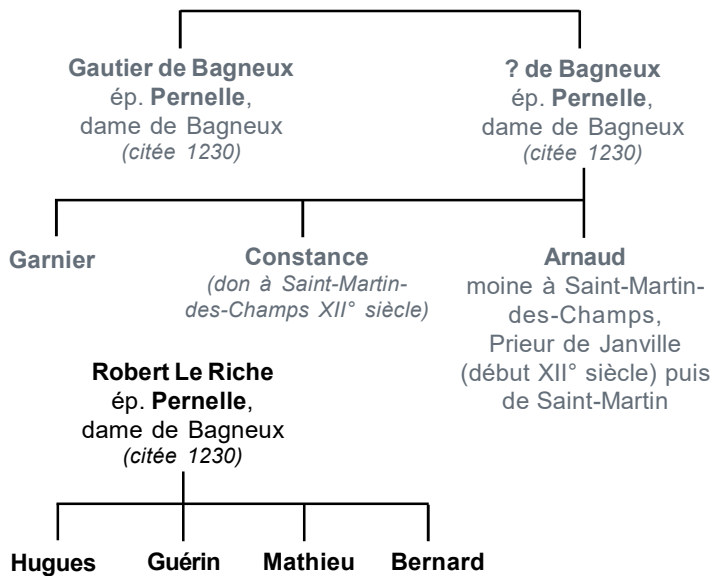 Gautier de Bagneux
ép. Pernelle,
dame de Bagneux
(citée 1230)
? de Bagneux
ép. Pernelle,
dame de Bagneux
(citée 1230)
Garnier
Constance
(don à Saint-Martin-
des-Champs XII° siècle)
Arnaud
moine à Saint-Martin-
des-Champs,
Prieur de Janville
(début XII° siècle) puis
de Saint-Martin
Robert Le Riche
ép. Pernelle,
dame de Bagneux
(citée 1230)
Hugues
Guérin
Mathieu
Bernard